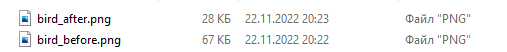 bird_after.png 28 КБ 22.11.2022 20:23 Файл "PNG"
bird_before.png 67 КБ 22.11.2022 20:22 Файл "PNG"